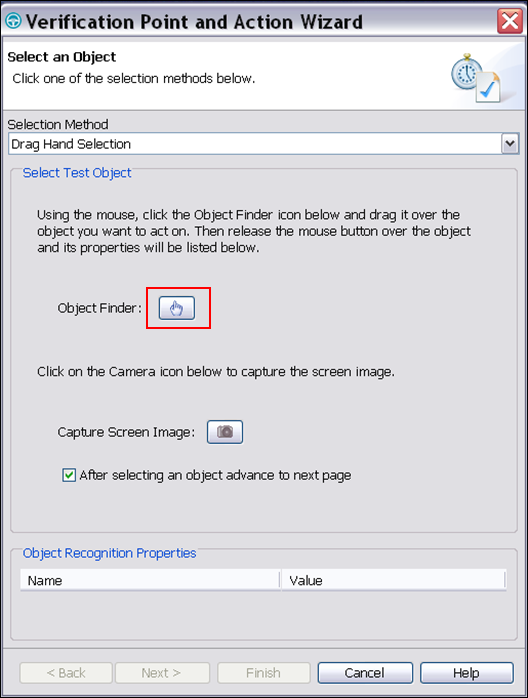 Verification Point and Action Wizard
Select an Object
Click one of the selection methods below.
Selection Method
Drag Hand Selection
Select Test Object
Using the mouse, click the Object Finder icon below and drag it over the
object you want to act on. Then release the mouse button over the object
and its properties will be listed below.
Object Finder:
Click on the Camera icon below to capture the screen image.
Capture Screen Image:
After selecting an object advance to next page
Object Recognition Properties
Name Value
< Back Next > Finish Cancel Help